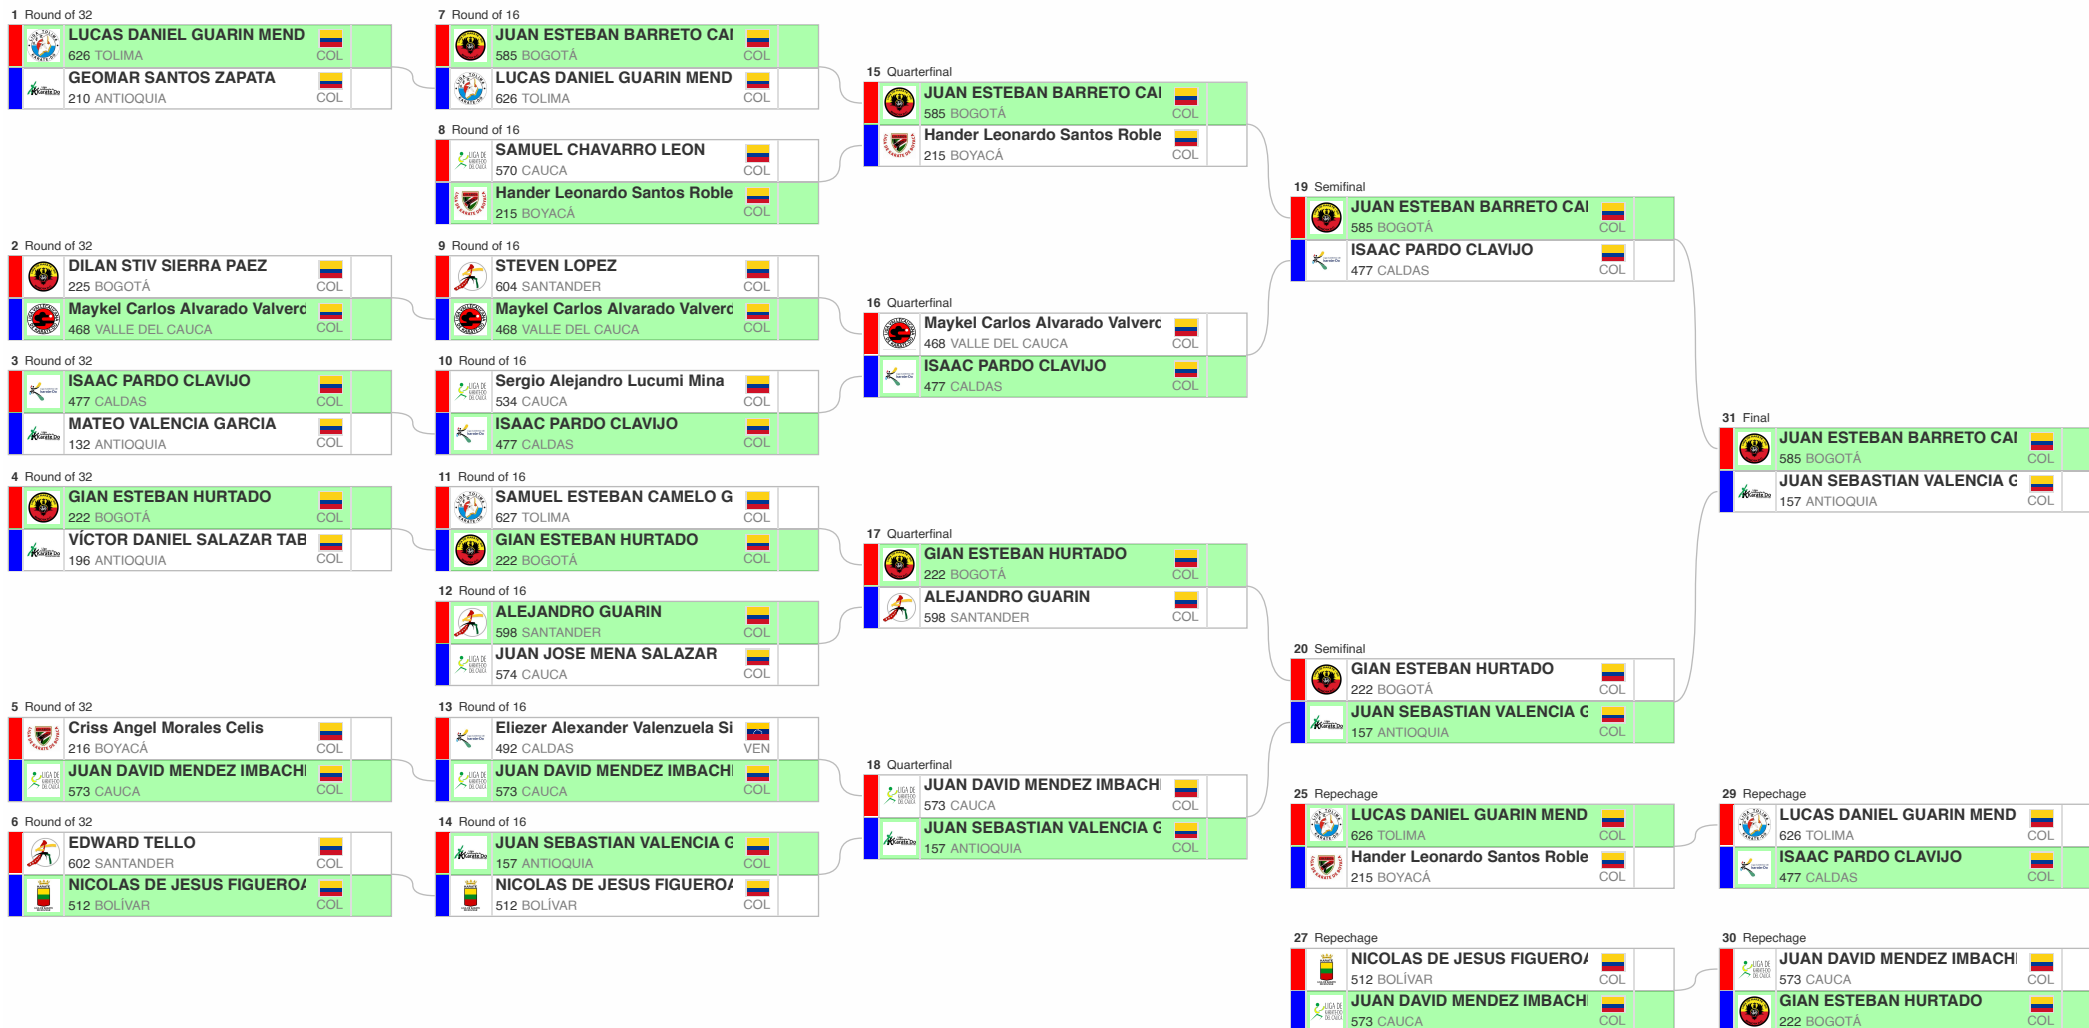 1 Round of 32
LUCAS DANIEL GUARIN MEND
626 TOLIMA COL
GEOMAR SANTOS ZAPATA
210 ANTIOQUIA COL
2 Round of 32
DILAN STIV SIERRA PAEZ
225 BOGOTÁ COL
Maykel Carlos Alvarado Valverd
468 VALLE DEL CAUCA COL
3 Round of 32
ISAAC PARDO CLAVIJO
477 CALDAS COL
MATEO VALENCIA GARCIA
132 ANTIOQUIA COL
4 Round of 32
GIAN ESTEBAN HURTADO
222 BOGOTÁ COL
VÍCTOR DANIEL SALAZAR TAB
196 ANTIOQUIA COL
5 Round of 32
Criss Angel Morales Celis
216 BOYACÁ COL
JUAN DAVID MENDEZ IMBACHI
573 CAUCA COL
6 Round of 32
EDWARD TELLO
602 SANTANDER COL
NICOLAS DE JESUS FIGUEROA
512 BOLÍVAR COL
7 Round of 16
JUAN ESTEBAN BARRETO CAI
585 BOGOTÁ COL
LUCAS DANIEL GUARIN MEND
626 TOLIMA COL
8 Round of 16
SAMUEL CHAVARRO LEON
570 CAUCA COL
Hander Leonardo Santos Roble
215 BOYACÁ COL
9 Round of 16
STEVEN LOPEZ
604 SANTANDER COL
Maykel Carlos Alvarado Valverd
468 VALLE DEL CAUCA COL
10 Round of 16
Sergio Alejandro Lucumi Mina
534 CAUCA COL
ISAAC PARDO CLAVIJO
477 CALDAS COL
11 Round of 16
SAMUEL ESTEBAN CAMELO G
627 TOLIMA COL
GIAN ESTEBAN HURTADO
222 BOGOTÁ COL
12 Round of 16
ALEJANDRO GUARIN
598 SANTANDER COL
JUAN JOSE MENA SALAZAR
574 CAUCA COL
13 Round of 16
Eliezer Alexander Valenzuela Si
492 CALDAS VEN
JUAN DAVID MENDEZ IMBACHI
573 CAUCA COL
14 Round of 16
JUAN SEBASTIAN VALENCIA G
157 ANTIOQUIA COL
NICOLAS DE JESUS FIGUEROA
512 BOLÍVAR COL
15 Quarterfinal
JUAN ESTEBAN BARRETO CAI
585 BOGOTÁ COL
Hander Leonardo Santos Roble
215 BOYACÁ COL
16 Quarterfinal
Maykel Carlos Alvarado Valverd
468 VALLE DEL CAUCA COL
ISAAC PARDO CLAVIJO
477 CALDAS COL
17 Quarterfinal
GIAN ESTEBAN HURTADO
222 BOGOTÁ COL
ALEJANDRO GUARIN
598 SANTANDER COL
18 Quarterfinal
JUAN DAVID MENDEZ IMBACHI
573 CAUCA COL
JUAN SEBASTIAN VALENCIA G
157 ANTIOQUIA COL
19 Semifinal
JUAN ESTEBAN BARRETO CAI
585 BOGOTÁ COL
ISAAC PARDO CLAVIJO
477 CALDAS COL
20 Semifinal
GIAN ESTEBAN HURTADO
222 BOGOTÁ COL
JUAN SEBASTIAN VALENCIA G
157 ANTIOQUIA COL
25 Repechage
LUCAS DANIEL GUARIN MEND
626 TOLIMA COL
Hander Leonardo Santos Roble
215 BOYACÁ COL
27 Repechage
NICOLAS DE JESUS FIGUEROA
512 BOLÍVAR COL
JUAN DAVID MENDEZ IMBACHI
573 CAUCA COL
31 Final
JUAN ESTEBAN BARRETO CAI
585 BOGOTÁ COL
JUAN SEBASTIAN VALENCIA G
157 ANTIOQUIA COL
29 Repechage
LUCAS DANIEL GUARIN MEND
626 TOLIMA COL
ISAAC PARDO CLAVIJO
477 CALDAS COL
30 Repechage
JUAN DAVID MENDEZ IMBACHI
573 CAUCA COL
GIAN ESTEBAN HURTADO
222 BOGOTÁ COL